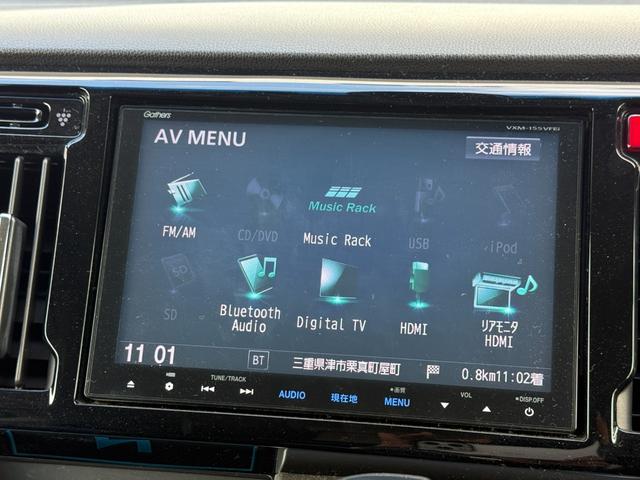 Gathers
VXM-155VFEi
AV MENU
交通情報
FM/AM
CD/DVD
Music Rack
Music Rack
USB
iPod
SD
SD
Bluetooth Audio
Digital TV
HDMI
リアモニタ HDMI
11 01
BT
三重県津市栗真町屋町
0.8km11:02着
TUNE/TRACK
AUDIO
現在地
画質
MENU
VOL
DISP.OFF